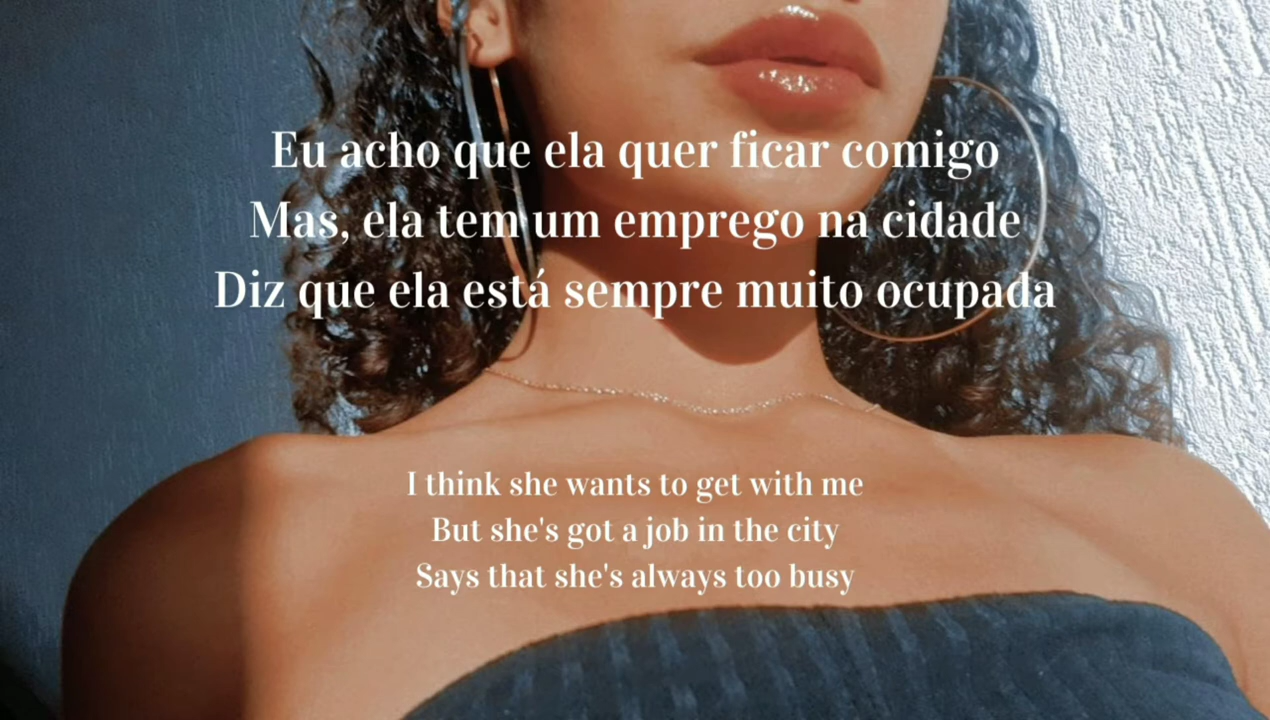 Eu acho que ela quer ficar comigo
Mas, ela tem um emprego na cidade
Diz que ela está sempre muito ocupada
I think she wants to get with me
But she's got a job in the city
Says that she's always too busy